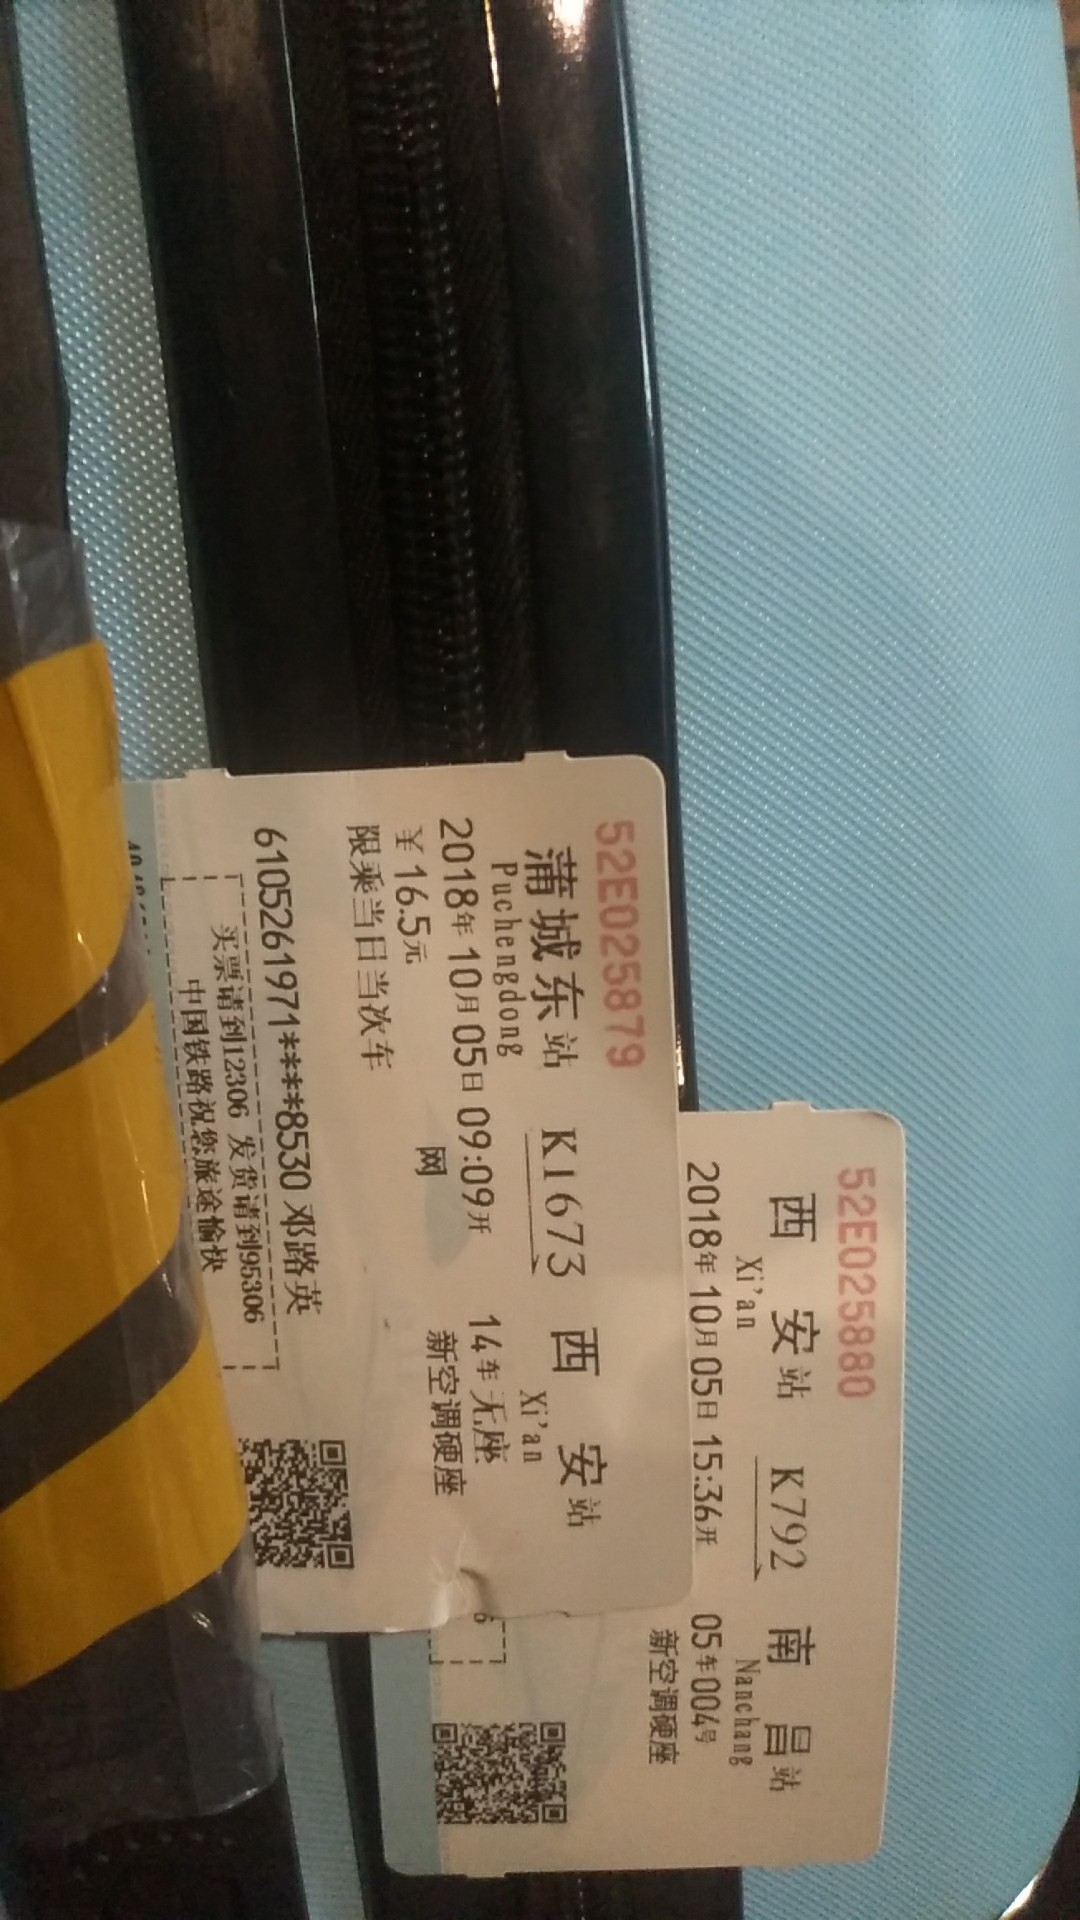 52E025879
蒲城东站 K1673 西安站
Puchengdong Xi'an
2018年10月05日09:09开 14车无座
￥16.5元 网 新空调硬座
限乘当日当次车
6105261971****8530邓路英
买票请到12306 发货请到95306
中国铁路祝您旅途愉快
52E025880
西安站 K792 南昌站
Xi'an Nanchang
2018年10月05日15:36开 05车004号
新空调硬座